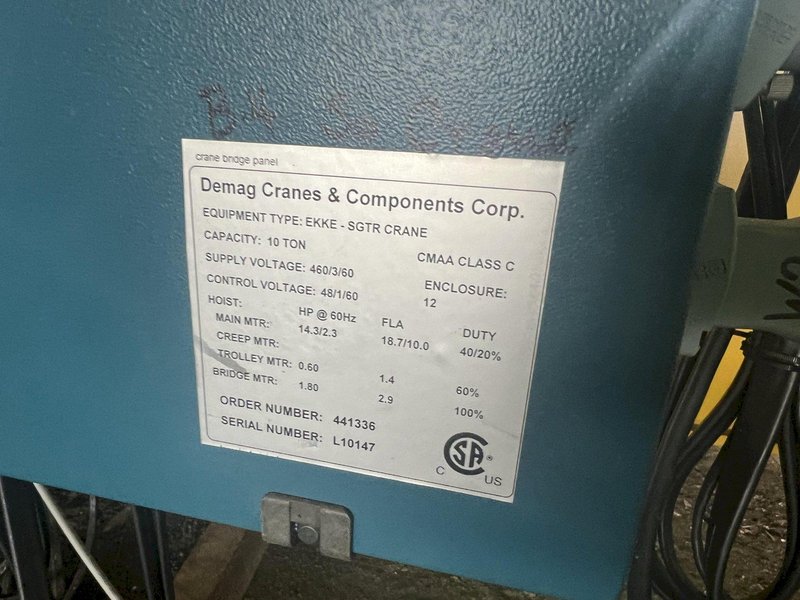 B4
crane bridge panel
Demag Cranes & Components Corp.
EQUIPMENT TYPE: EKKE - SGTR CRANE
CAPACITY: 10 TON CMAA CLASS C
SUPPLY VOLTAGE: 460/3/60 ENCLOSURE:
CONTROL VOLTAGE: 48/1/60 12
HOIST: HP @ 60Hz FLA DUTY
MAIN MTR: 14.3/2.3 18.7/10.0 40/20%
CREEP MTR:
TROLLEY MTR: 0.60 1.4 60%
BRIDGE MTR: 1.80 2.9 100%
ORDER NUMBER: 441336
SERIAL NUMBER: L10147
C SA ® US
W2